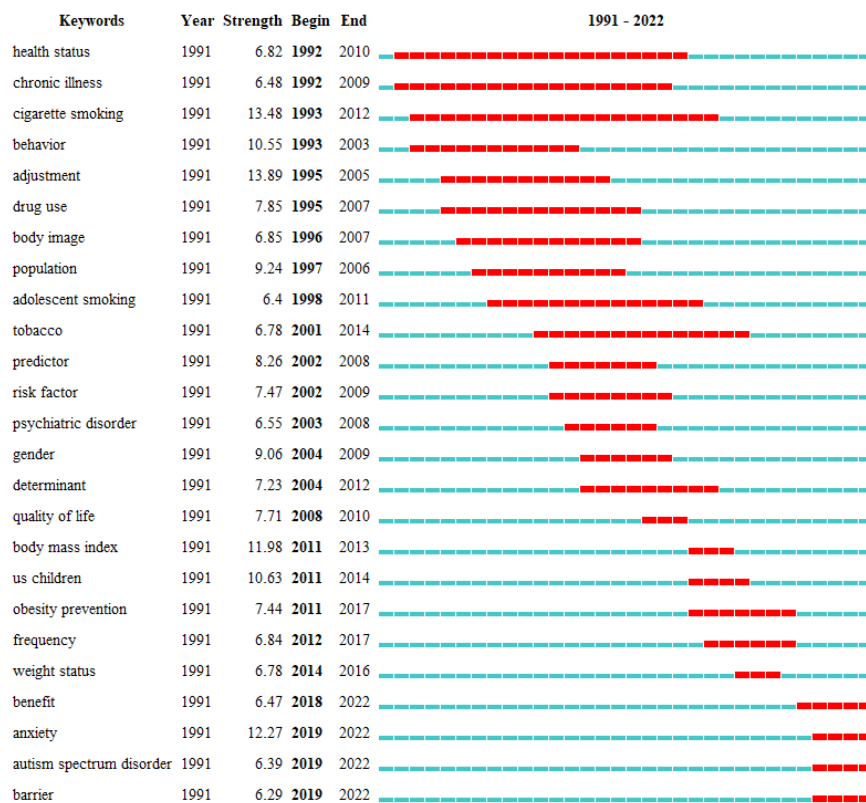 Keywords Year Strength Begin End 1991 - 2022
health status 1991 6.82 1992 2010
chronic illness 1991 6.48 1992 2009
cigarette smoking 1991 13.48 1993 2012
behavior 1991 10.55 1993 2003
adjustment 1991 13.89 1995 2005
drug use 1991 7.85 1995 2007
body image 1991 6.85 1996 2007
population 1991 9.24 1997 2006
adolescent smoking 1991 6.4 1998 2011
tobacco 1991 6.78 2001 2014
predictor 1991 8.26 2002 2008
risk factor 1991 7.47 2002 2009
psychiatric disorder 1991 6.55 2003 2008
gender 1991 9.06 2004 2009
determinant 1991 7.23 2004 2012
quality of life 1991 7.71 2008 2010
body mass index 1991 11.98 2011 2013
us children 1991 10.63 2011 2014
obesity prevention 1991 7.44 2011 2017
frequency 1991 6.84 2012 2017
weight status 1991 6.78 2014 2016
benefit 1991 6.47 2018 2022
anxiety 1991 12.27 2019 2022
autism spectrum disorder 1991 6.39 2019 2022
barrier 1991 6.29 2019 2022